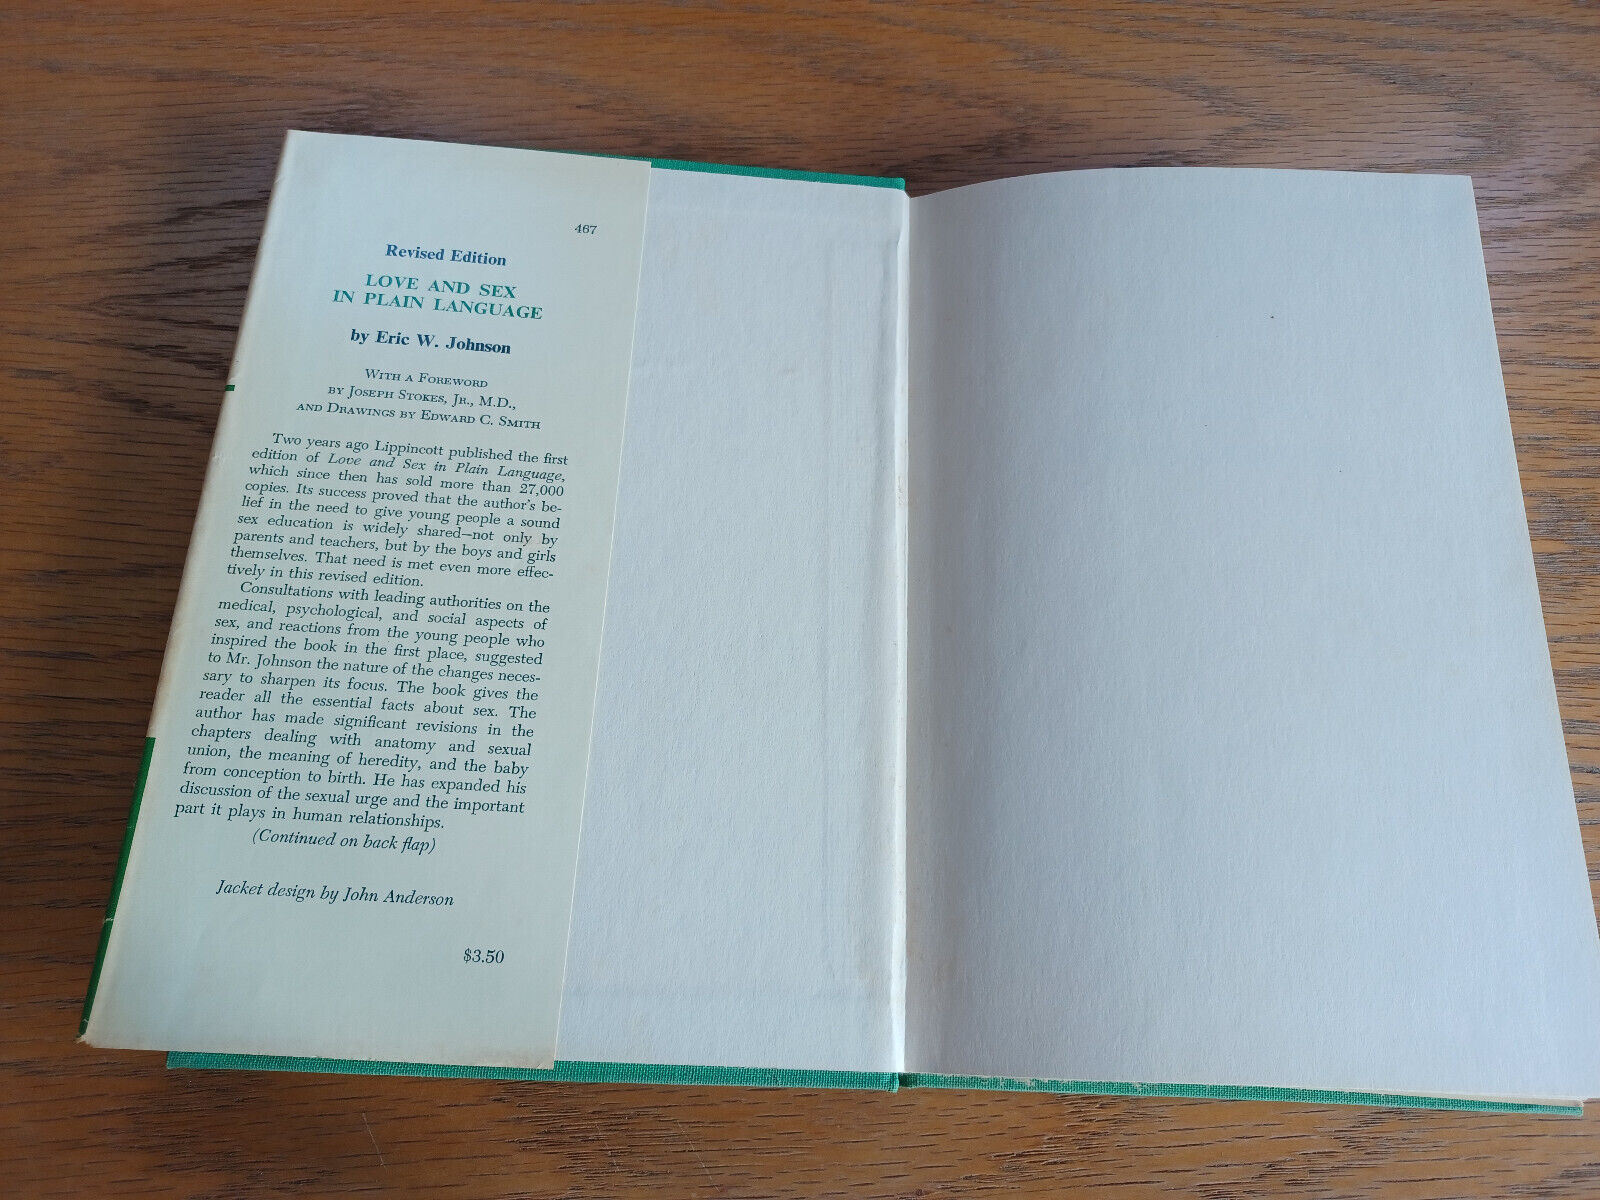 467
Revised Edition
LOVE AND SEX
IN PLAIN LANGUAGE
by Eric W. Johnson
WITH A FOREWORD
BY JOSEPH STOKES, JR., M.D.,
AND DRAWINGS BY EDWARD C. SMITH
Two years ago Lippincott published the first
edition of Love and Sex in Plain Language,
which since then has sold more than 27,000
copies. Its success proved that the author's be-
lief in the need to give young people a sound
sex education is widely shared—not only by
parents and teachers, but by the boys and girls
themselves. That need is met even more effec-
tively in this revised edition.
Consultations with leading authorities on the
medical, psychological, and social aspects of
sex, and reactions from the young people who
inspired the book in the first place, suggested
to Mr. Johnson the nature of the changes neces-
sary to sharpen its focus. The book gives the
reader all the essential facts about sex. The
author has made significant revisions in the
chapters dealing with anatomy and sexual
union, the meaning of heredity, and the baby
from conception to birth. He has expanded his
discussion of the sexual urge and the important
part it plays in human relationships.
(Continued on back flap)
Jacket design by John Anderson
$3.50